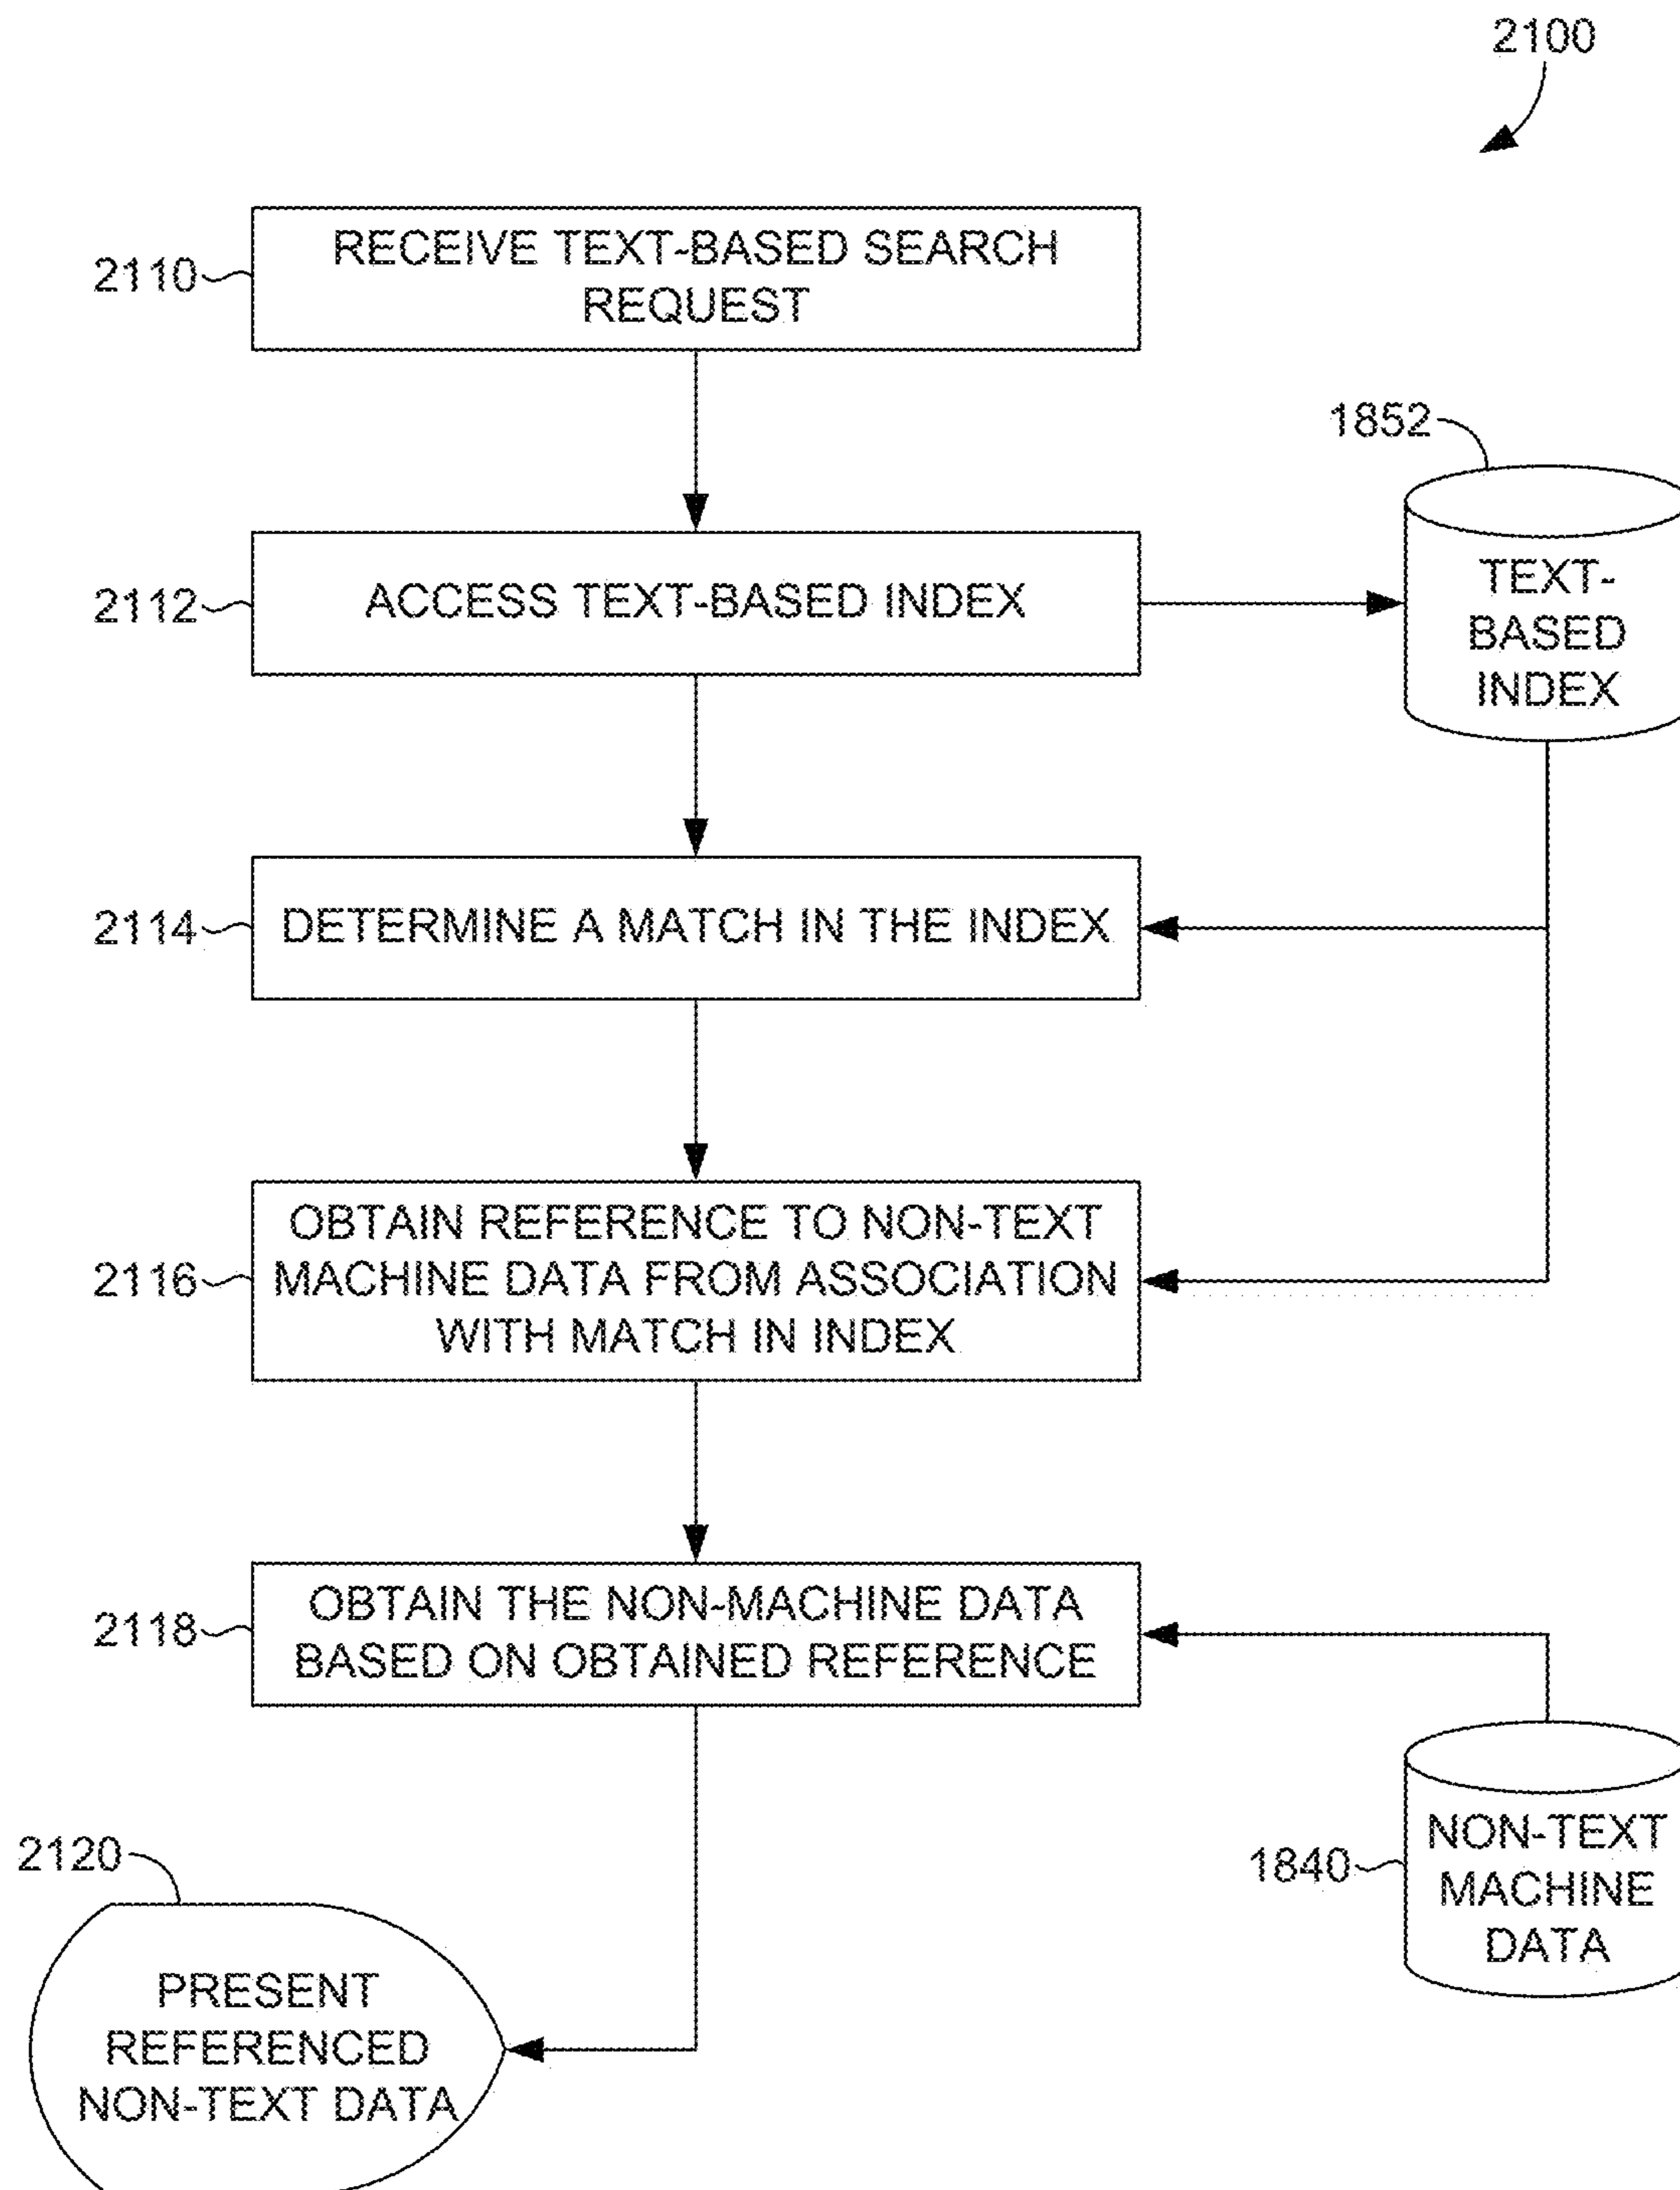 2100
2110
RECEIVE TEXT-BASED SEARCH
REQUEST
1852
2112
ACCESS TEXT-BASED INDEX
TEXT-
BASED
INDEX
2114
DETERMINE A MATCH IN THE INDEX
2116
OBTAIN REFERENCE TO NON-TEXT
MACHINE DATA FROM ASSOCIATION
WITH MATCH IN INDEX
2118
OBTAIN THE NON-MACHINE DATA
BASED ON OBTAINED REFERENCE
1840
NON-TEXT
MACHINE
DATA
2120
PRESENT
REFERENCED
NON-TEXT DATA